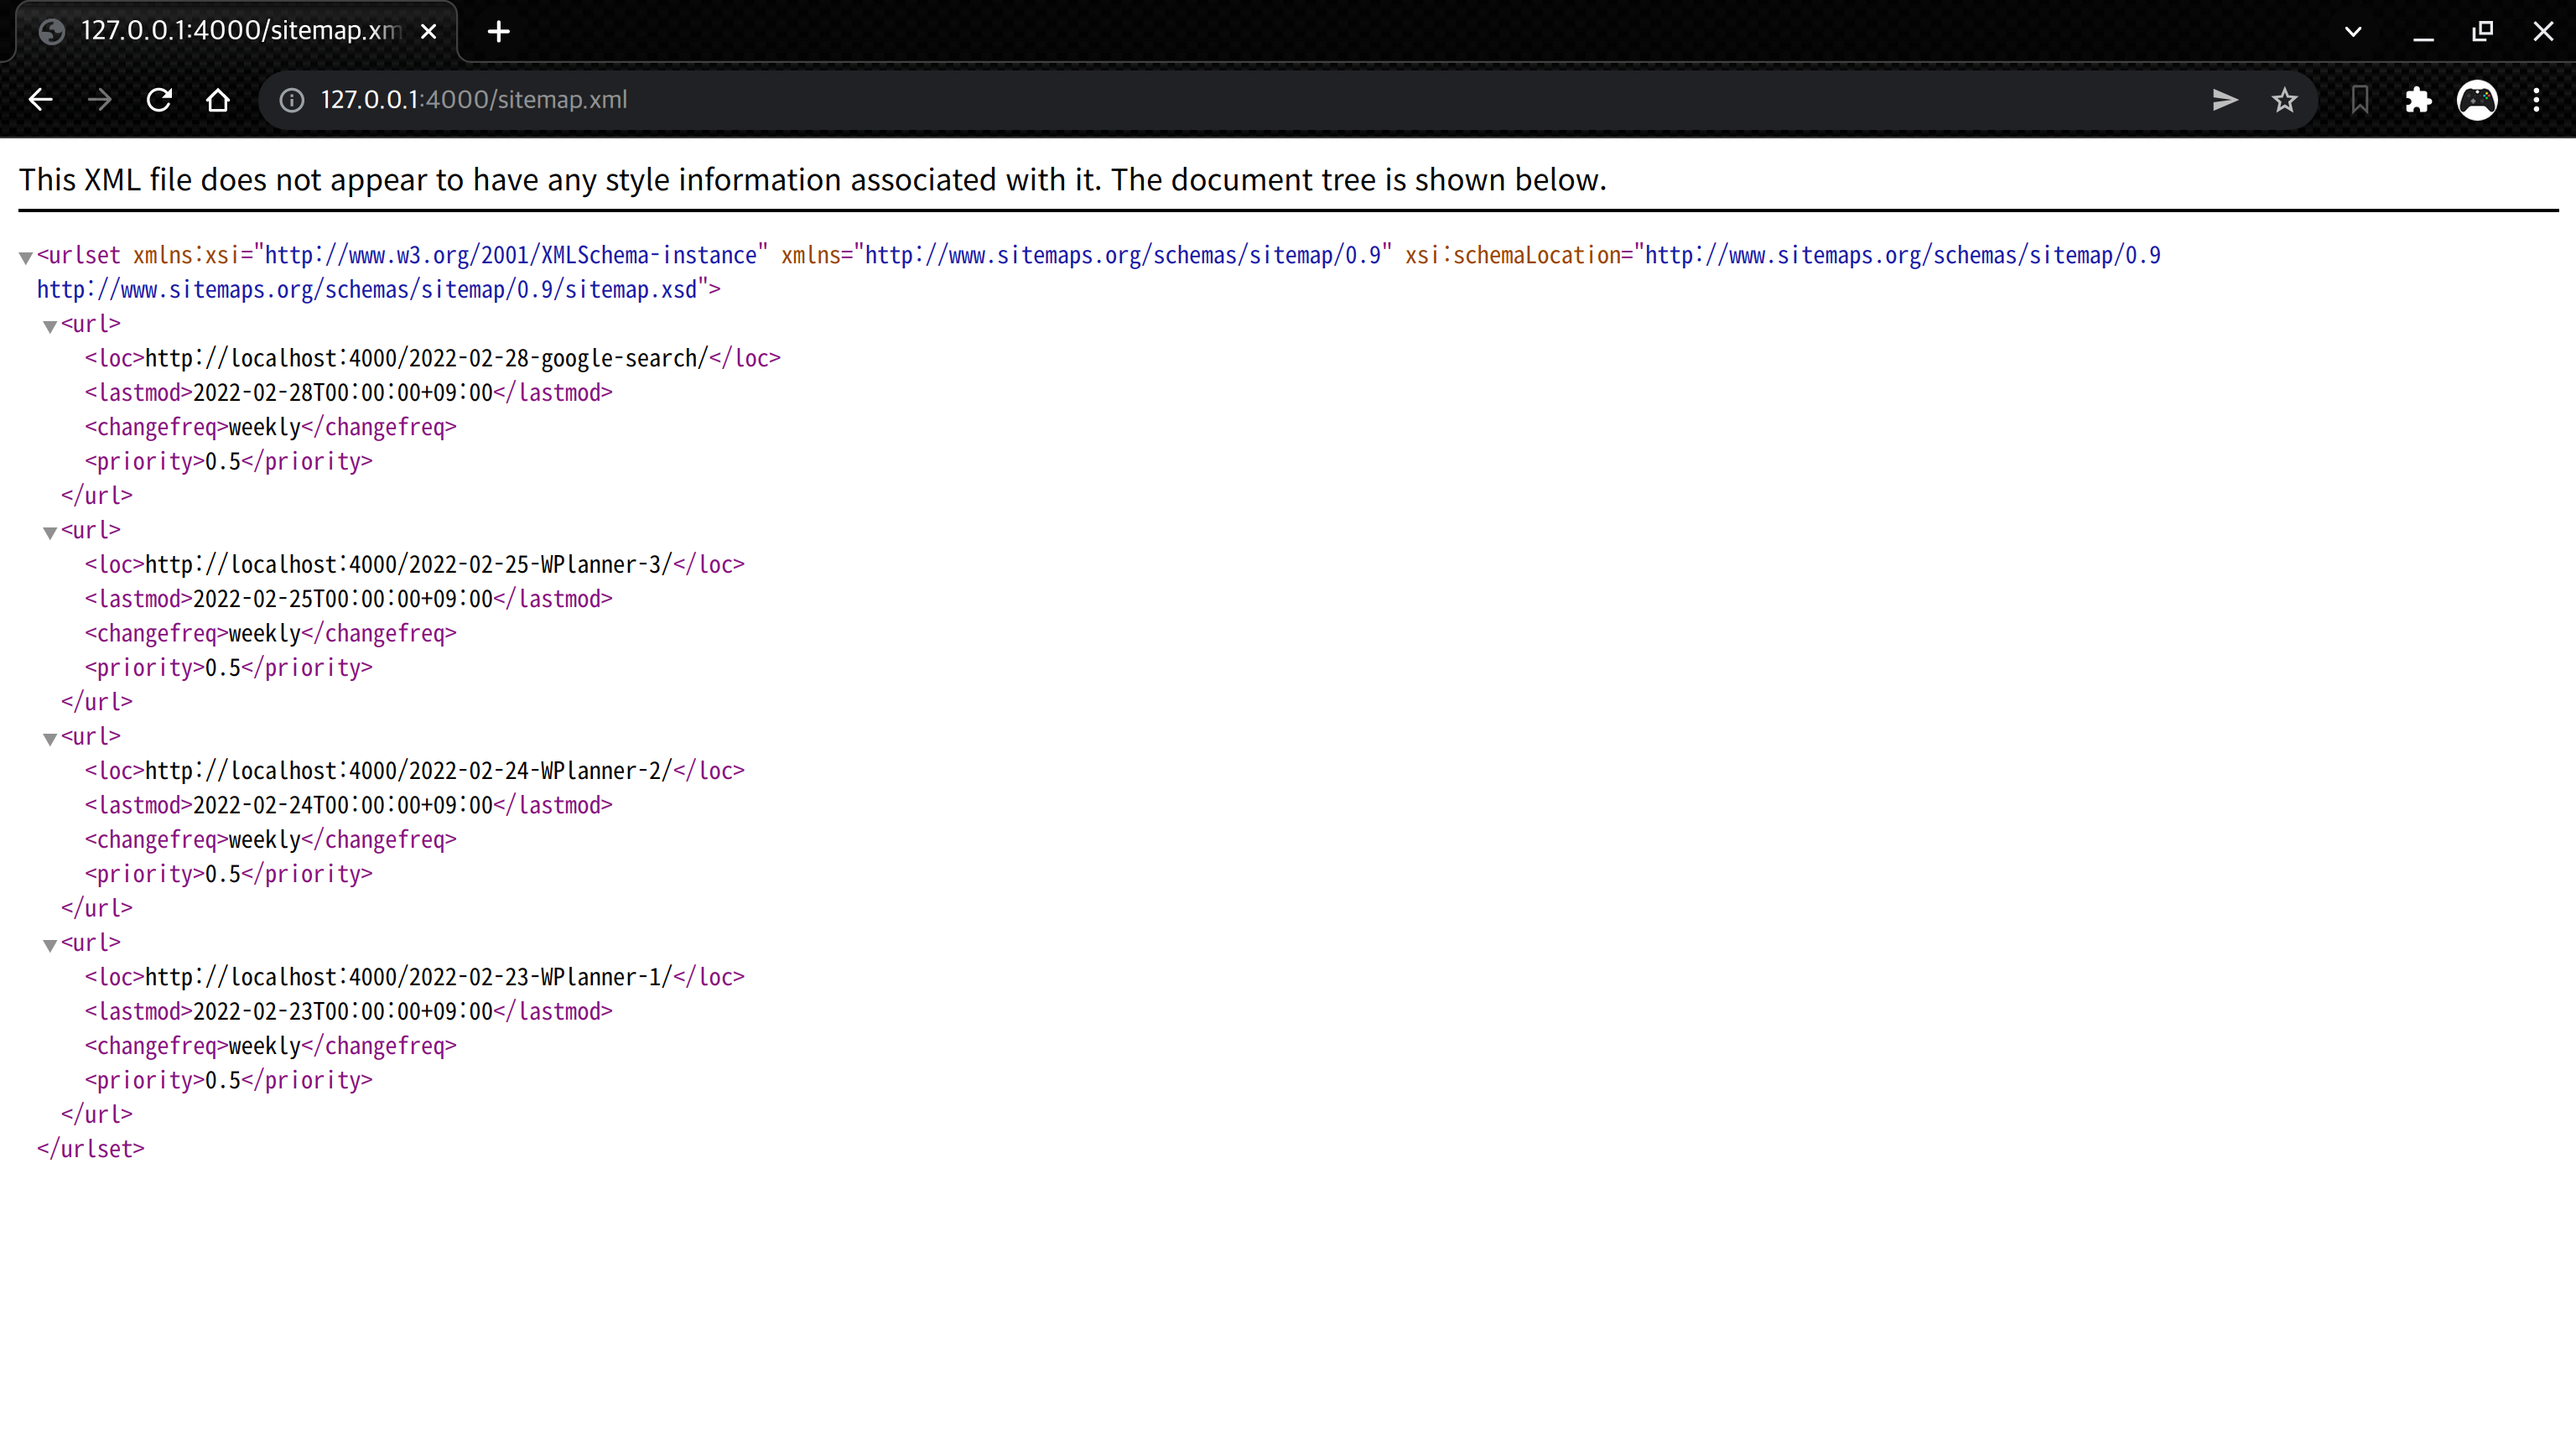 127.0.0.1:4000/sitemap.xm
127.0.0.1:4000/sitemap.xml
This XML file does not appear to have any style information associated with it. The document tree is shown below.
<urlset xmlns:xsi="http://www.w3.org/2001/XMLSchema-instance" xmlns="http://www.sitemaps.org/schemas/sitemap/0.9" xsi:schemaLocation="http://www.sitemaps.org/schemas/sitemap/0.9
http://www.sitemaps.org/schemas/sitemap/0.9/sitemap.xsd">
<url>
<loc>http://localhost:4000/2022-02-28-google-search/</loc>
<lastmod>2022-02-28T00:00:00+09:00</lastmod>
<changefreq>weekly</changefreq>
<priority>0.5</priority>
</url>
<url>
<loc>http://localhost:4000/2022-02-25-WPlanner-3/</loc>
<lastmod>2022-02-25T00:00:00+09:00</lastmod>
<changefreq>weekly</changefreq>
<priority>0.5</priority>
</url>
<url>
<loc>http://localhost:4000/2022-02-24-WPlanner-2/</loc>
<lastmod>2022-02-24T00:00:00+09:00</lastmod>
<changefreq>weekly</changefreq>
<priority>0.5</priority>
</url>
<url>
<loc>http://localhost:4000/2022-02-23-WPlanner-1/</loc>
<lastmod>2022-02-23T00:00:00+09:00</lastmod>
<changefreq>weekly</changefreq>
<priority>0.5</priority>
</url>
</urlset>